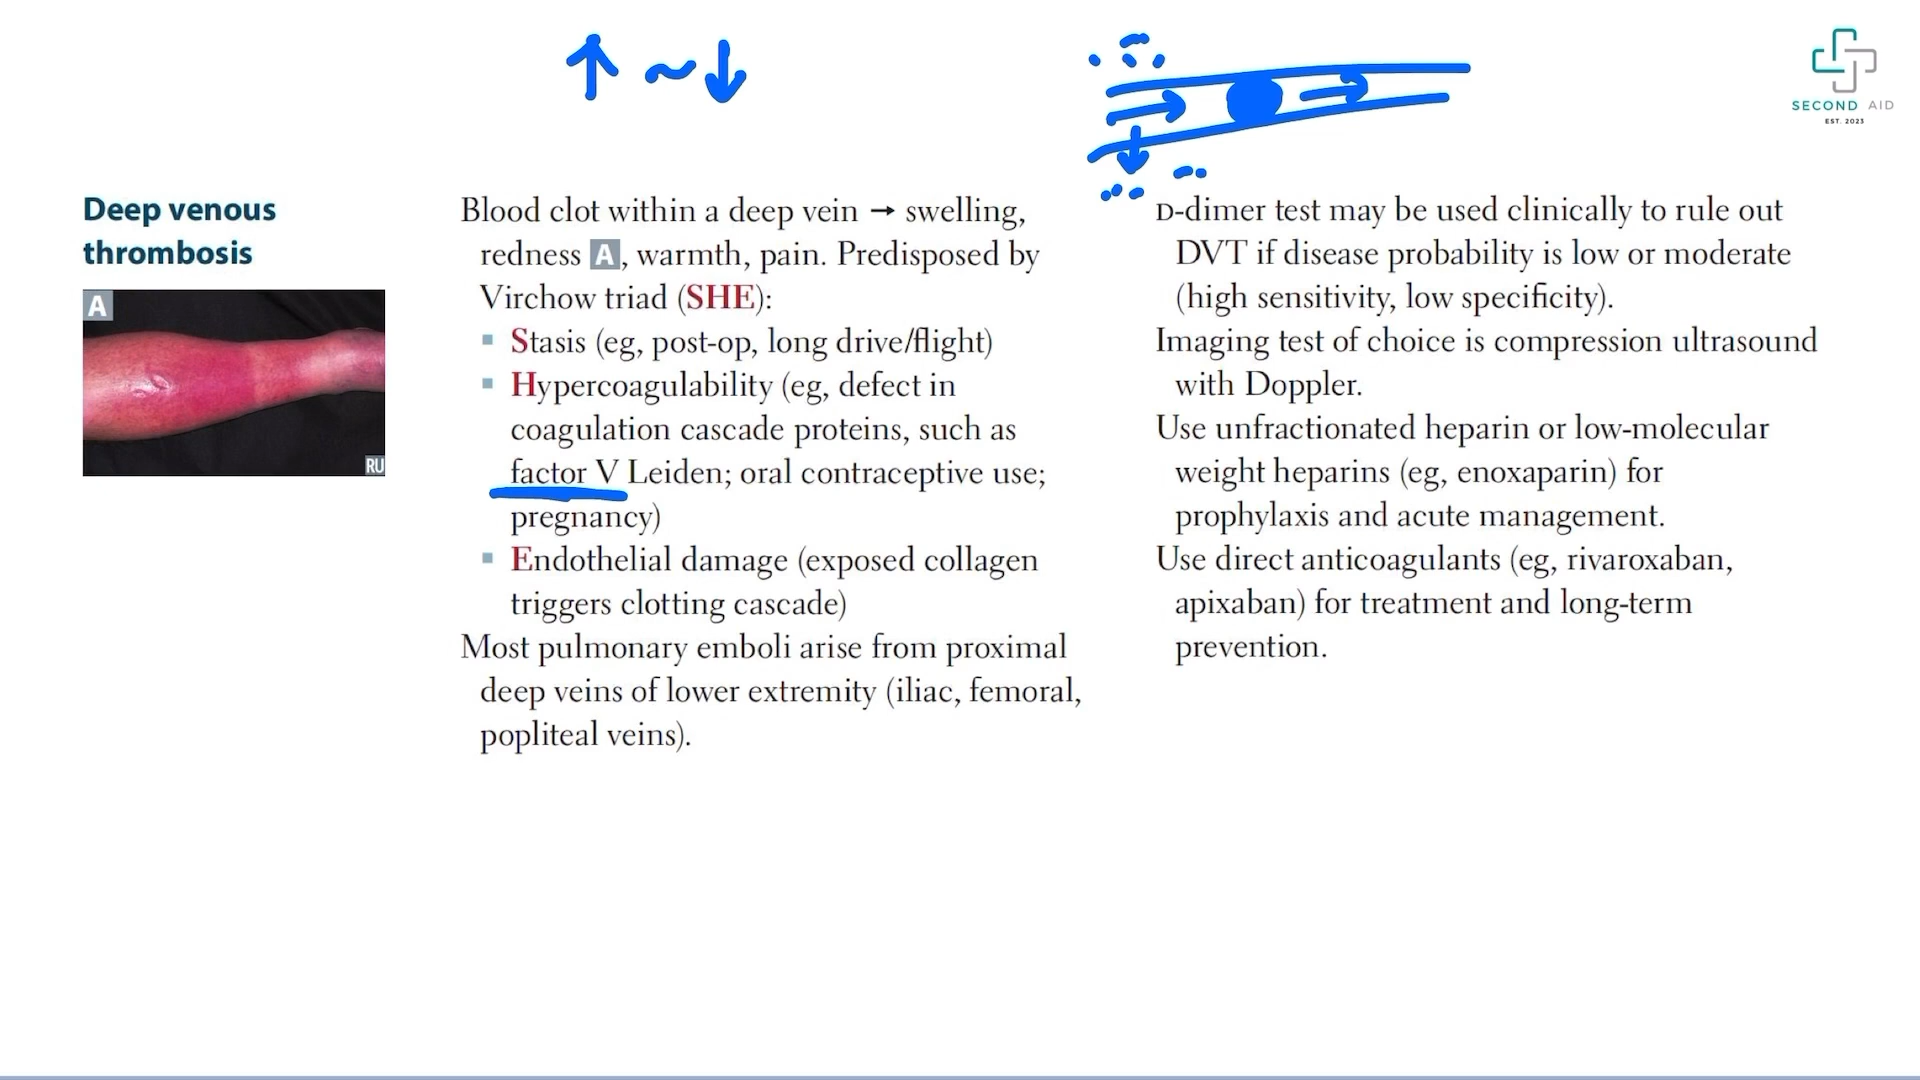 SECOND AID
EST. 2023
Deep venous
thrombosis
A
RU
Blood clot within a deep vein → swelling,
redness A, warmth, pain. Predisposed by
Virchow triad (SHE):
▪ Stasis (eg, post-op, long drive/flight)
▪ Hypercoagulability (eg, defect in
coagulation cascade proteins, such as
factor V Leiden; oral contraceptive use;
pregnancy)
▪ Endothelial damage (exposed collagen
triggers clotting cascade)
Most pulmonary emboli arise from proximal
deep veins of lower extremity (iliac, femoral,
popliteal veins).
D-dimer test may be used clinically to rule out
DVT if disease probability is low or moderate
(high sensitivity, low specificity).
Imaging test of choice is compression ultrasound
with Doppler.
Use unfractionated heparin or low-molecular
weight heparins (eg, enoxaparin) for
prophylaxis and acute management.
Use direct anticoagulants (eg, rivaroxaban,
apixaban) for treatment and long-term
prevention.